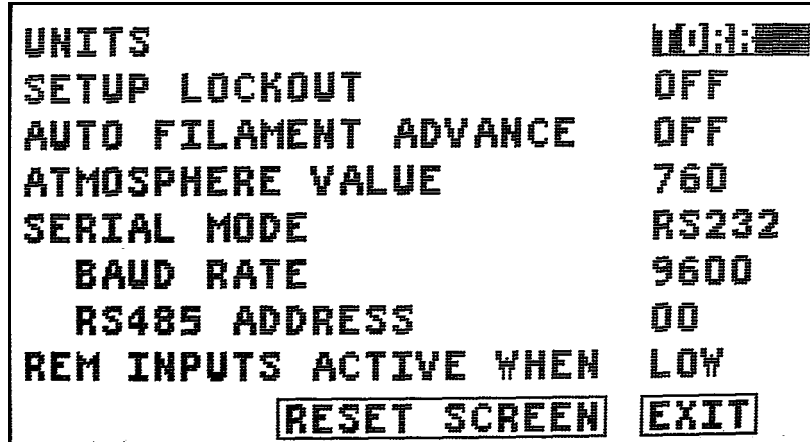 UNITS TORR
SETUP LOCKOUT OFF
AUTO FILAMENT ADVANCE OFF
ATMOSPHERE VALUE 760
SERIAL MODE RS232
BAUD RATE 9600
RS485 ADDRESS 00
REM INPUTS ACTIVE WHEN LOW
RESET SCREEN EXIT